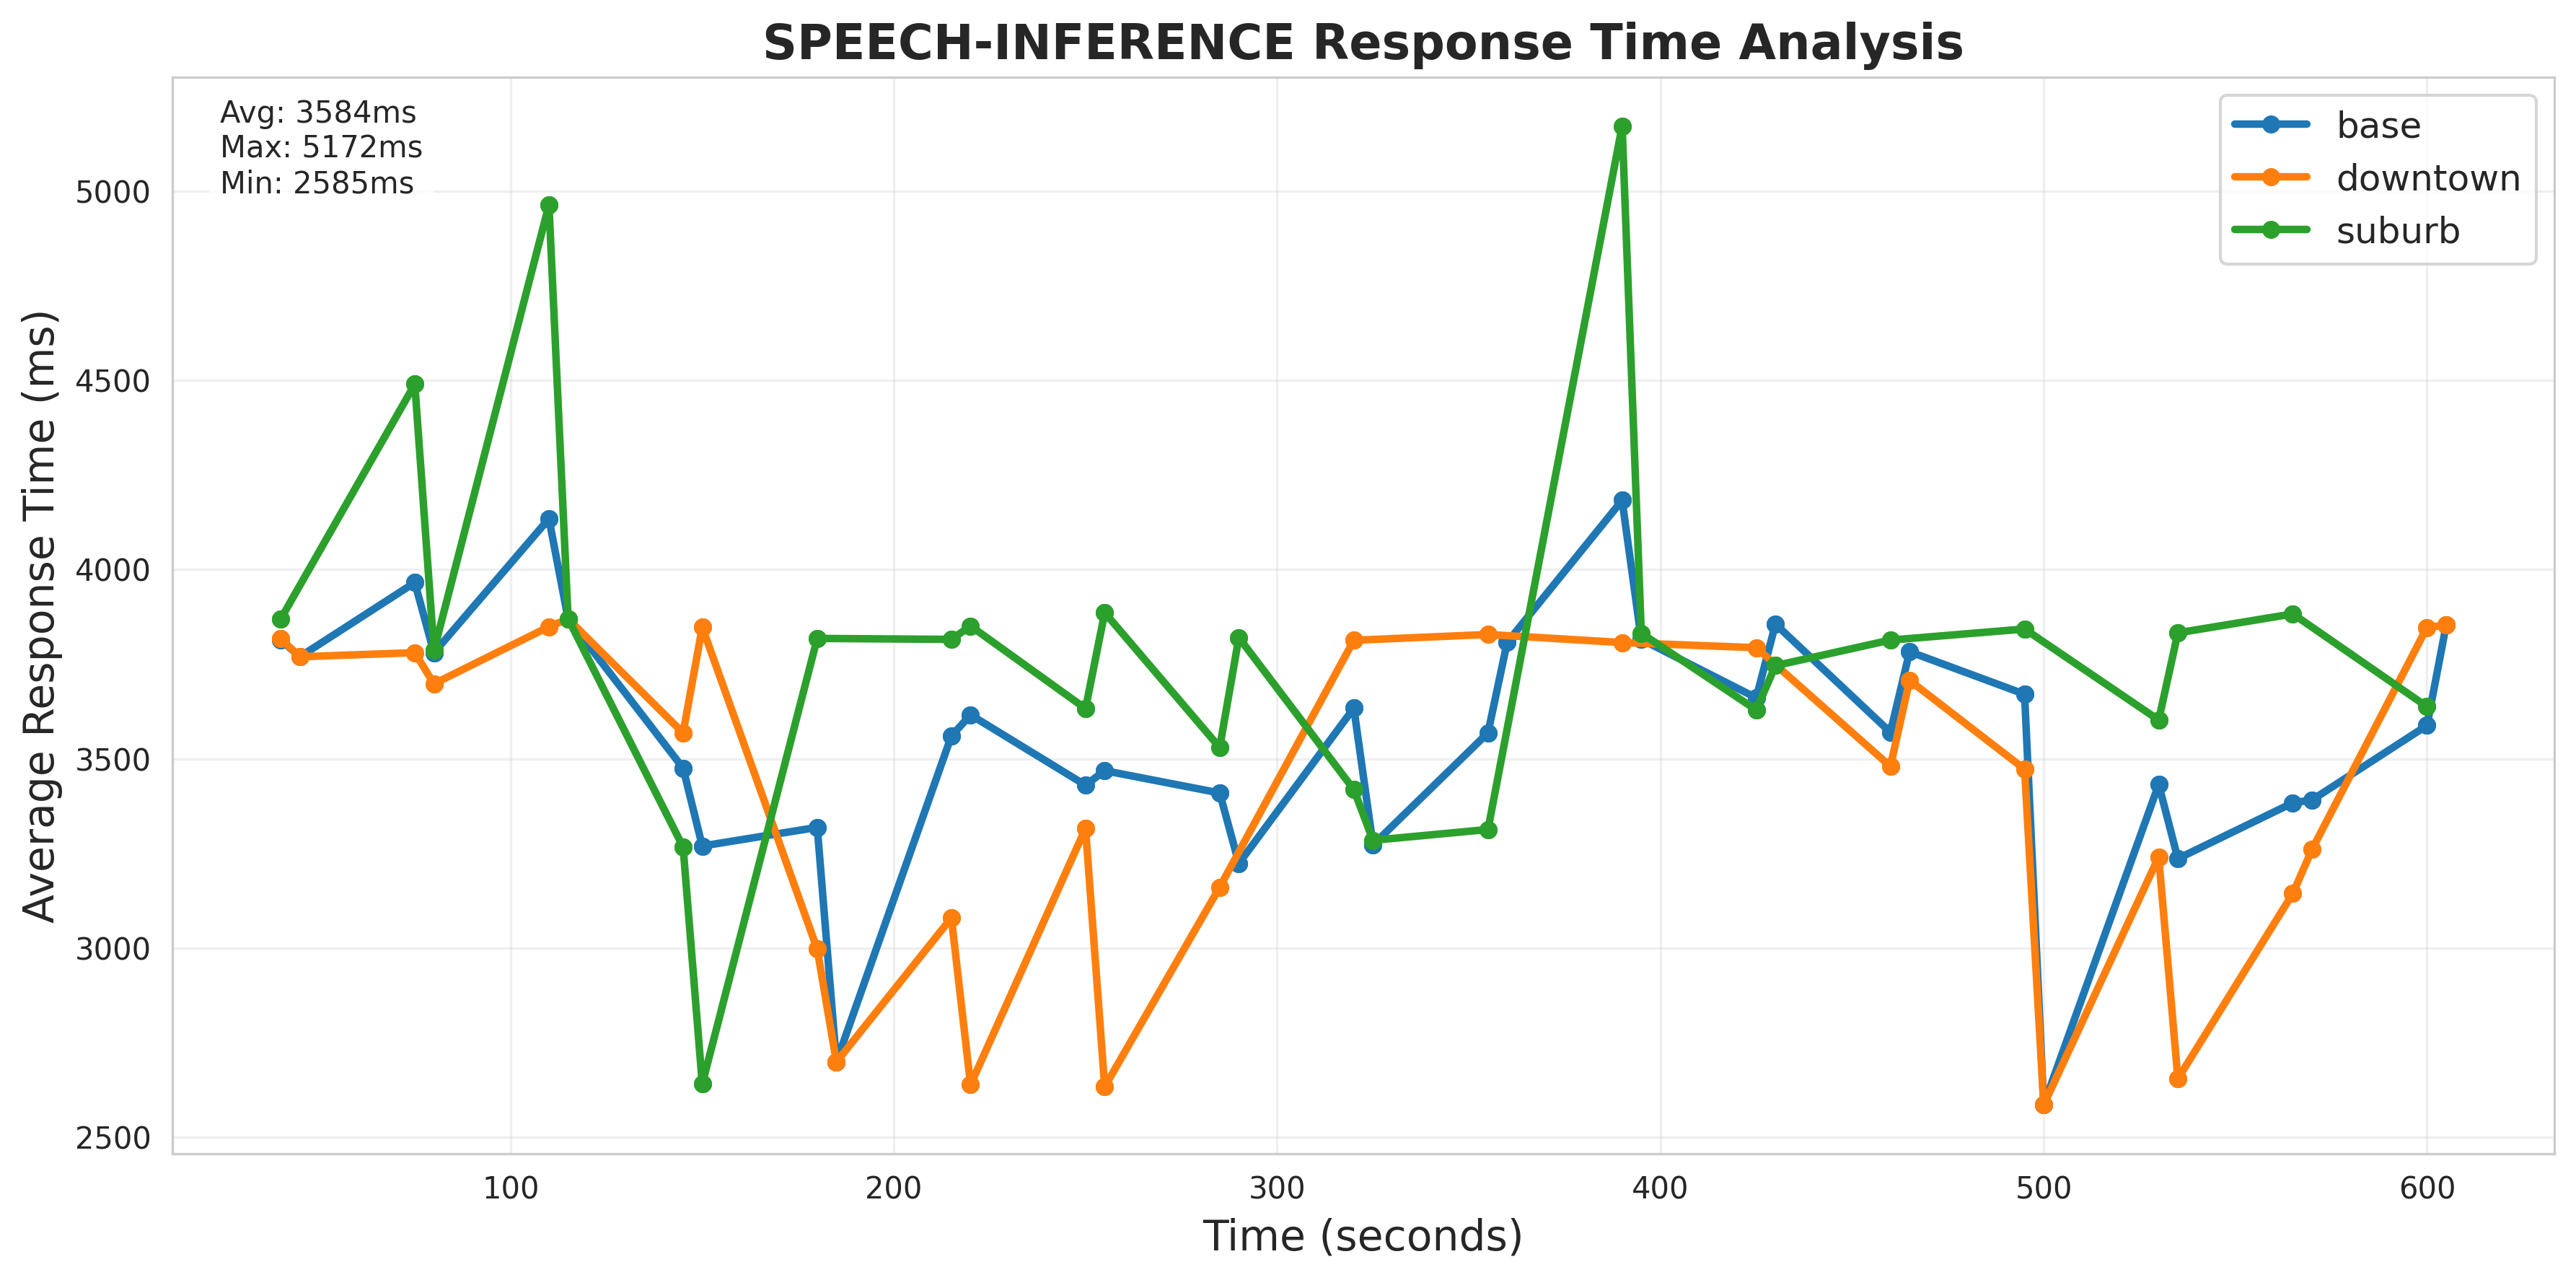 SPEECH-INFERENCE Response Time Analysis
Avg: 3584ms
Max: 5172ms
Min: 2585ms
base
downtown
suburb
Average Response Time (ms)
5000
4500
4000
3500
3000
2500
100 200 300 400 500 600
Time (seconds)